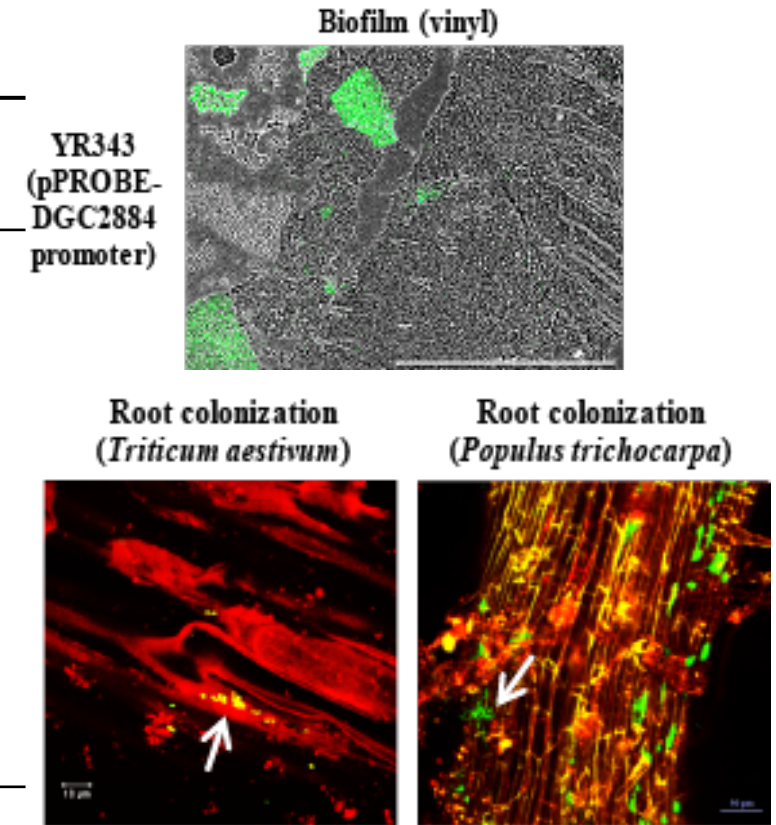 Biofilm (vinyl)
YR343
(pPROBE-
DGC2884
promoter)
Root colonization
(Triticum aestivum)
Root colonization
(Populus trichocarpa)
10 µm